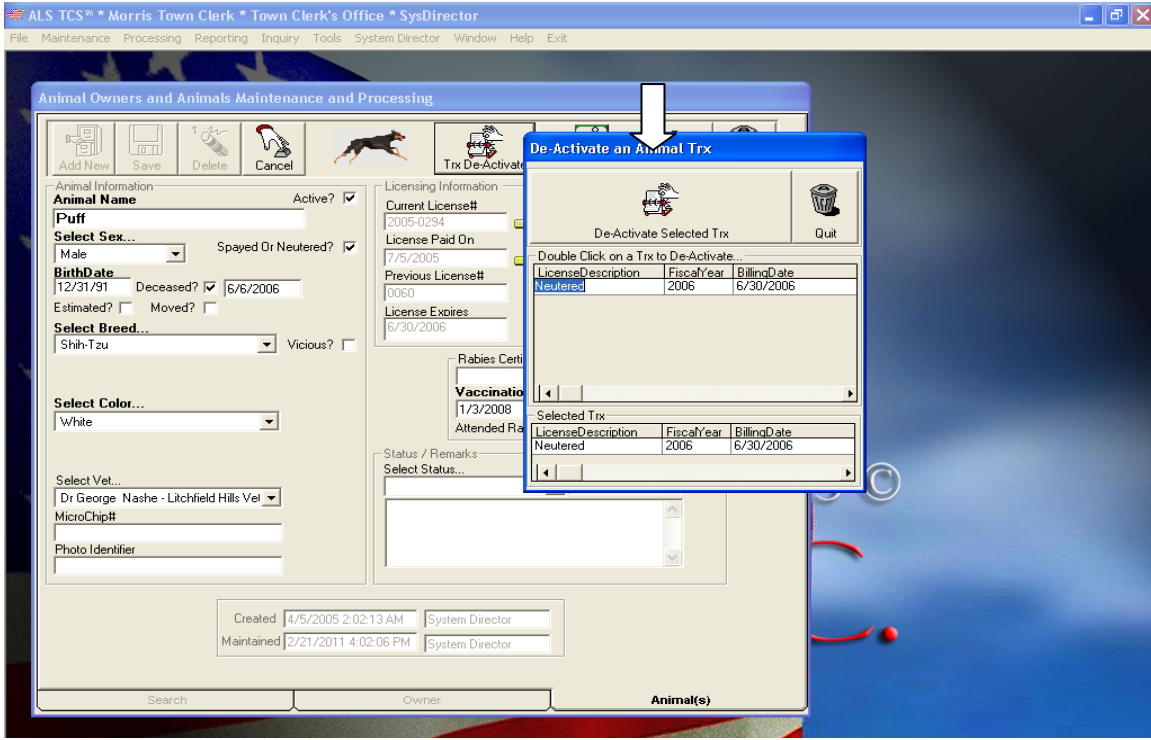 ALS TCS™ * Morris Town Clerk * Town Clerk's Office * SysDirector
File Maintenance Processing Reporting Inquiry Tools System Director Window Help Exit
Animal Owners and Animals Maintenance and Processing
Add New Save Delete Cancel Trx De-Activate
Animal Information
Animal Name Active?
Puff
Select Sex...
Male Spayed Or Neutered?
BirthDate
12/31/91 Deceased? 6/6/2006
Estimated? Moved?
Select Breed...
Shih-Tzu Vicious?
Select Color...
White
Select Vet...
Dr George Nashe - Litchfield Hills Vet
MicroChip#
Photo Identifier
Licensing Information
Current License#
2005-0294
License Paid On
7/5/2005
Previous License#
0060
License Expires
6/30/2006
Rabies Certi
Vaccinatio
1/3/2008
Attended Ra
Status / Remarks
Select Status...
De-Activate an Animal Trx
De-Activate Selected Trx Quit
Double Click on a Trx to De-Activate...
LicenseDescription FiscalYear BillingDate
Neutered 2006 6/30/2006
Selected Trx
LicenseDescription FiscalYear BillingDate
Neutered 2006 6/30/2006
©
Created 4/5/2005 2:02:13 AM System Director
Maintained 2/21/2011 4:02:06 PM System Director
Search Owner Animal(s)